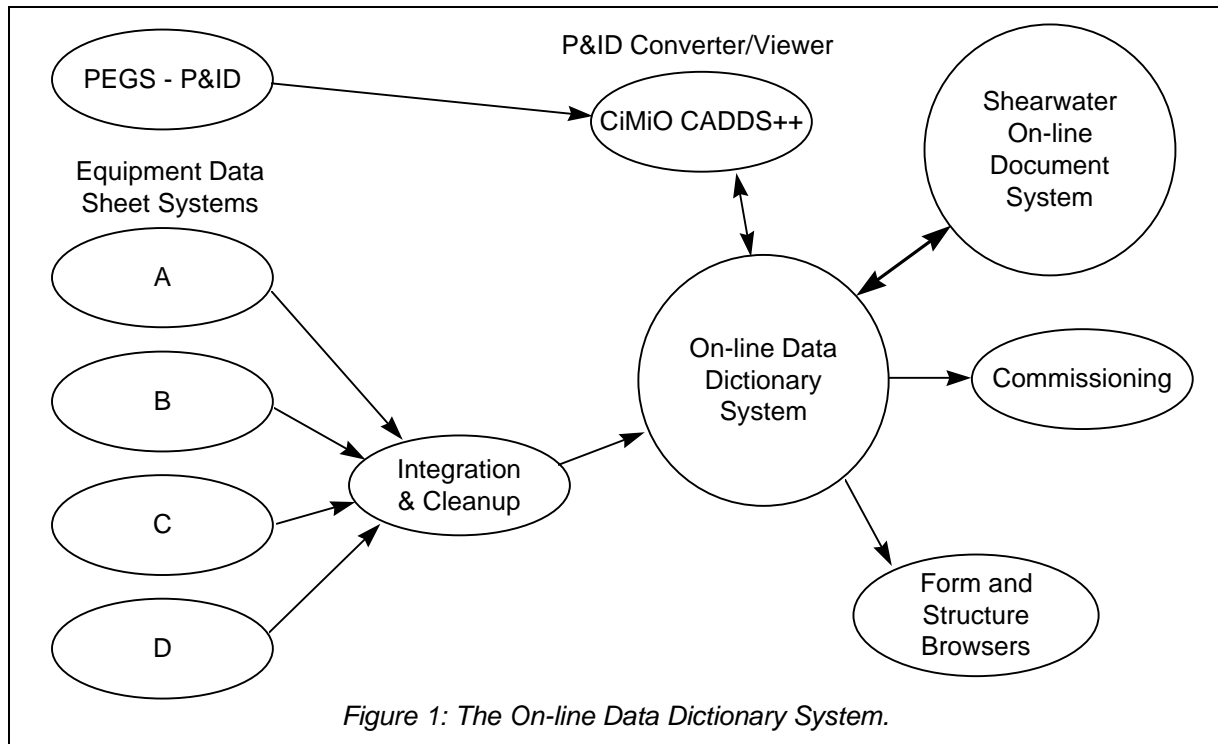 PEGS - P&ID
P&ID Converter/Viewer
CiMiO CADDS++
Shearwater
On-line
Document
System
Equipment Data
Sheet Systems
A
B
C
D
Integration
& Cleanup
On-line Data
Dictionary
System
Commissioning
Form and
Structure
Browsers
Figure 1: The On-line Data Dictionary System.